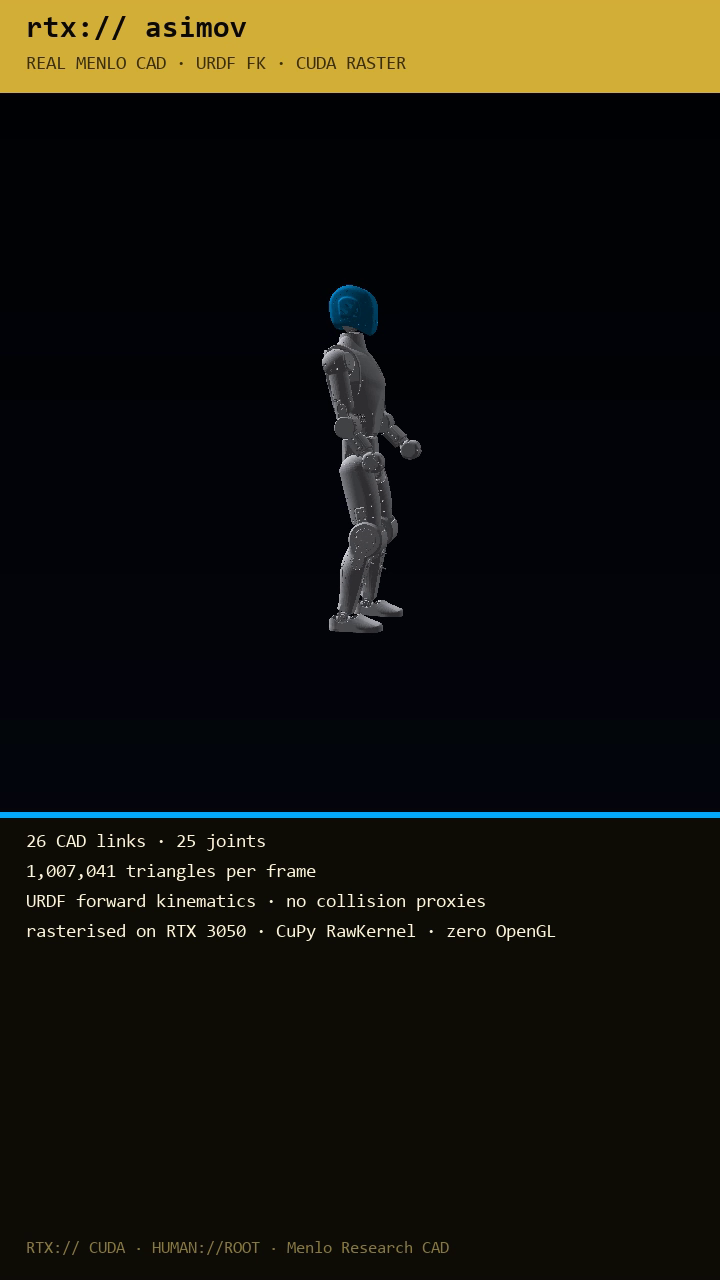 rtx:// asimov
REAL MENLO CAD · URDF FK · CUDA RASTER
26 CAD links · 25 joints
1,007,041 triangles per frame
URDF forward kinematics · no collision proxies
rasterised on RTX 3050 · CuPy RawKernel · zero OpenGL
RTX:// CUDA · HUMAN://ROOT · Menlo Research CAD